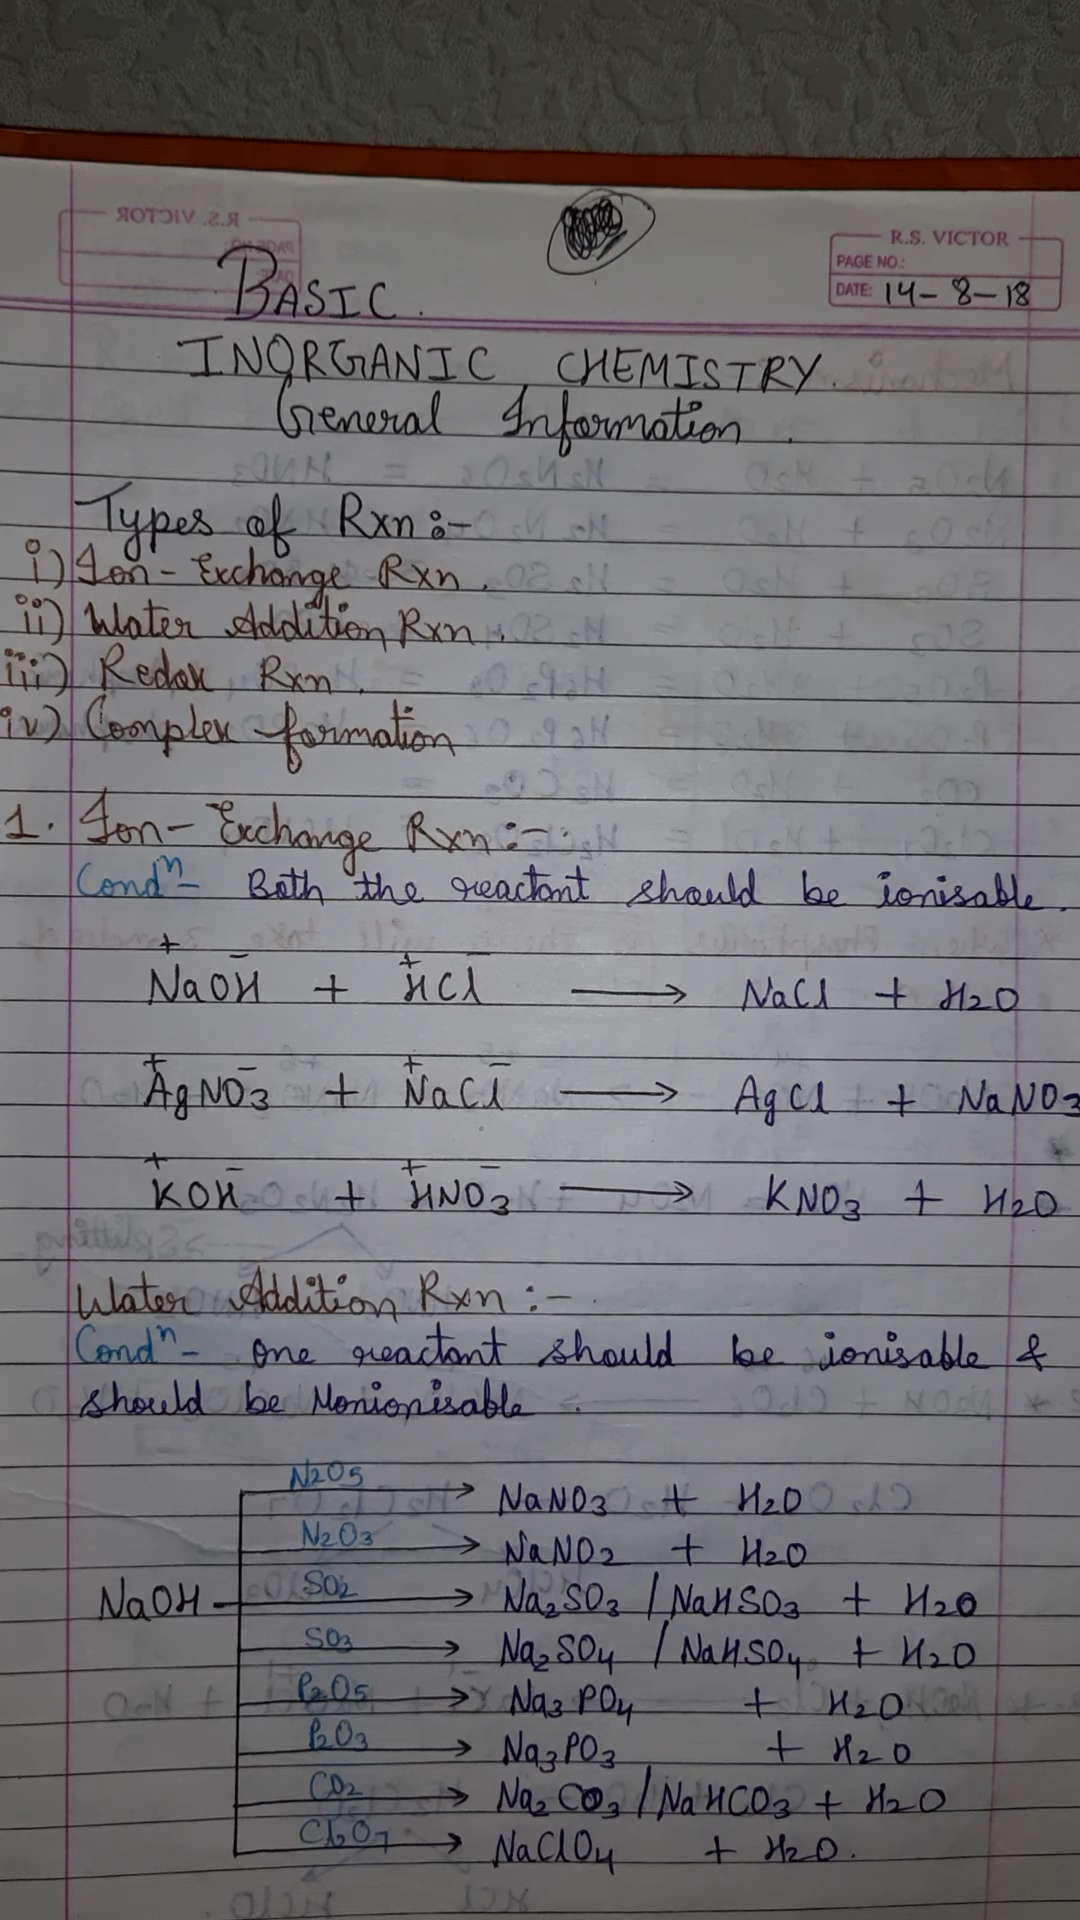 R.S. VICTOR
PAGE NO.:
DATE: 14-8-18
BASIC.
INORGANIC CHEMISTRY.
General Information.
Types of Rxn:-
i) Ion-Exchange Rxn.
ii) Water Addition Rxn.
iii) Redox Rxn.
iv) Complex formation
1. Ion-Exchange Rxn:-
Condⁿ- Both the reactant should be ionisable.
+ - + -
NaOH + HCl ⟶ NaCl + H2O
+ - + -
AgNO3 + NaCl ⟶ AgCl + NaNO3
+ - + -
KOH + HNO3 ⟶ KNO3 + H2O
Water Addition Rxn:-
Condⁿ- One reactant should be ionisable &
should be Nonionisable.
N2O5 ⟶ NaNO3 + H2O
N2O3 ⟶ NaNO2 + H2O
NaOH SO2 ⟶ Na2SO3 / NaHSO3 + H2O
SO3 ⟶ Na2SO4 / NaHSO4 + H2O
P2O5 ⟶ Na3PO4 + H2O
P2O3 ⟶ Na3PO3 + H2O
CO2 ⟶ Na2CO3 / NaHCO3 + H2O
Cl2O7 ⟶ NaClO4 + H2O.